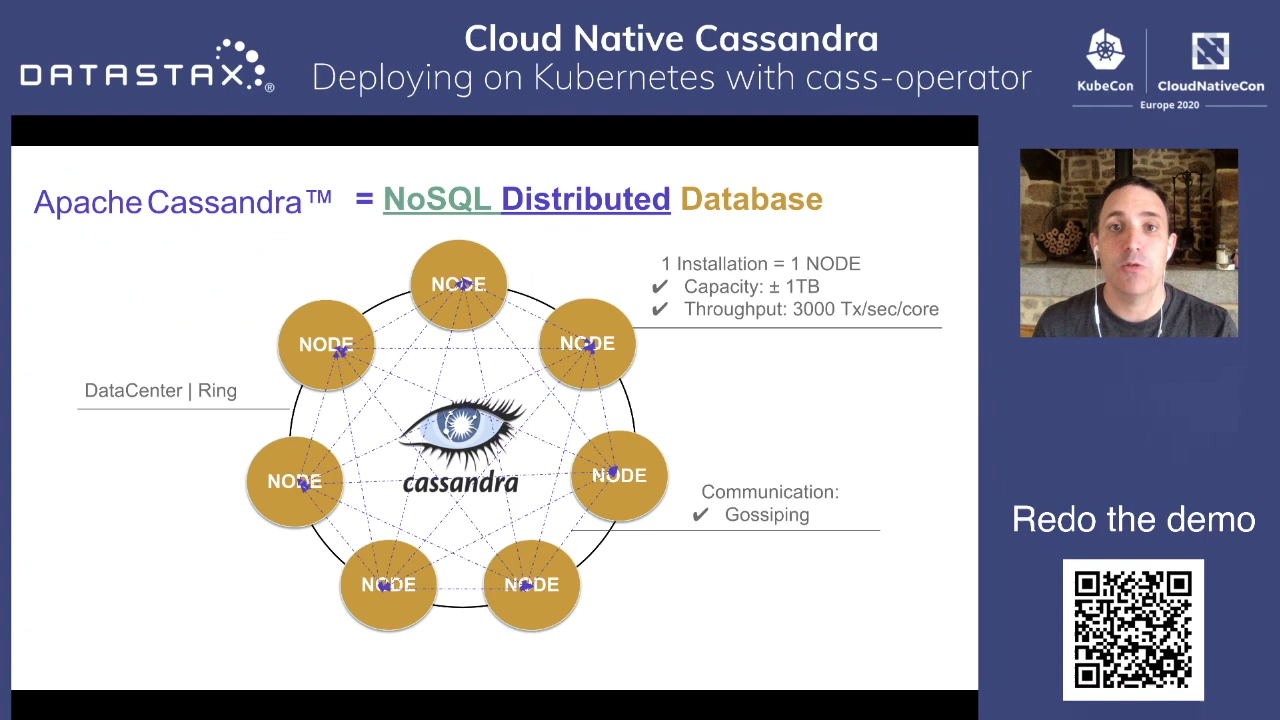 Cloud Native Cassandra
Deploying on Kubernetes with cass-operator
DATASTAX®
KubeCon
CloudNativeCon
Europe 2020
Apache Cassandra™ = NoSQL Distributed Database
1 Installation = 1 NODE
✔ Capacity: ± 1TB
✔ Throughput: 3000 Tx/sec/core
NODE
NODE
NODE
DataCenter | Ring
cassandra
NODE
NODE
Communication:
✔ Gossiping
NODE
NODE
Redo the demo